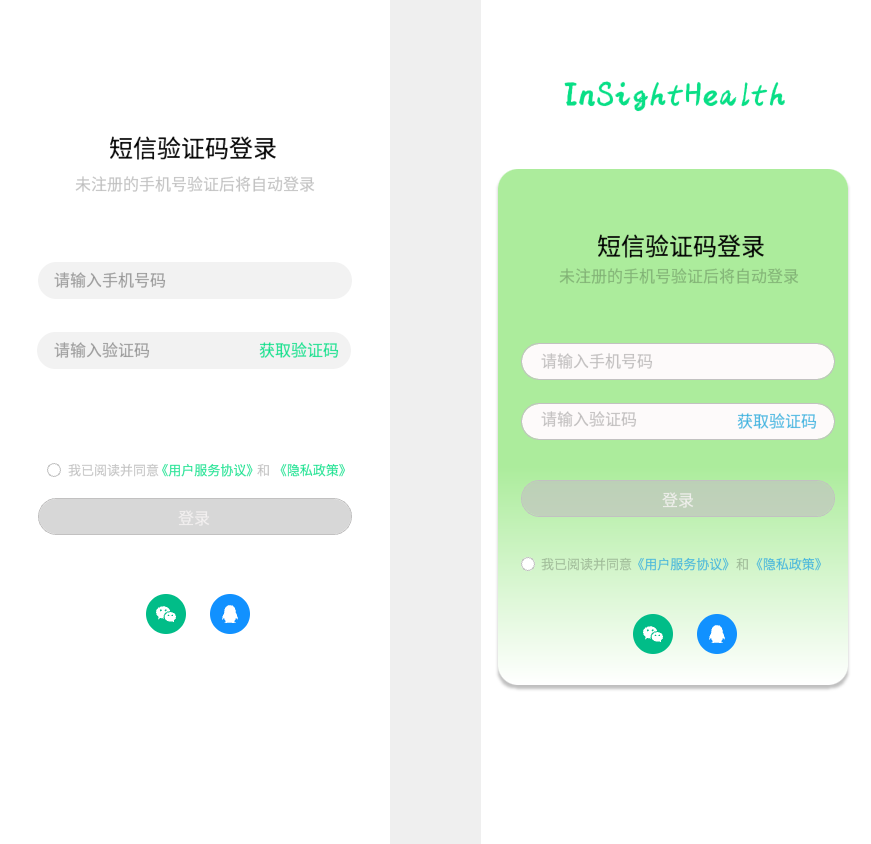 短信验证码登录
未注册的手机号验证后将自动登录
请输入手机号码
请输入验证码 获取验证码
我已阅读并同意《用户服务协议》和 《隐私政策》
登录
InSightHealth
短信验证码登录
未注册的手机号验证后将自动登录
请输入手机号码
请输入验证码 获取验证码
登录
我已阅读并同意《用户服务协议》 和 《隐私政策》